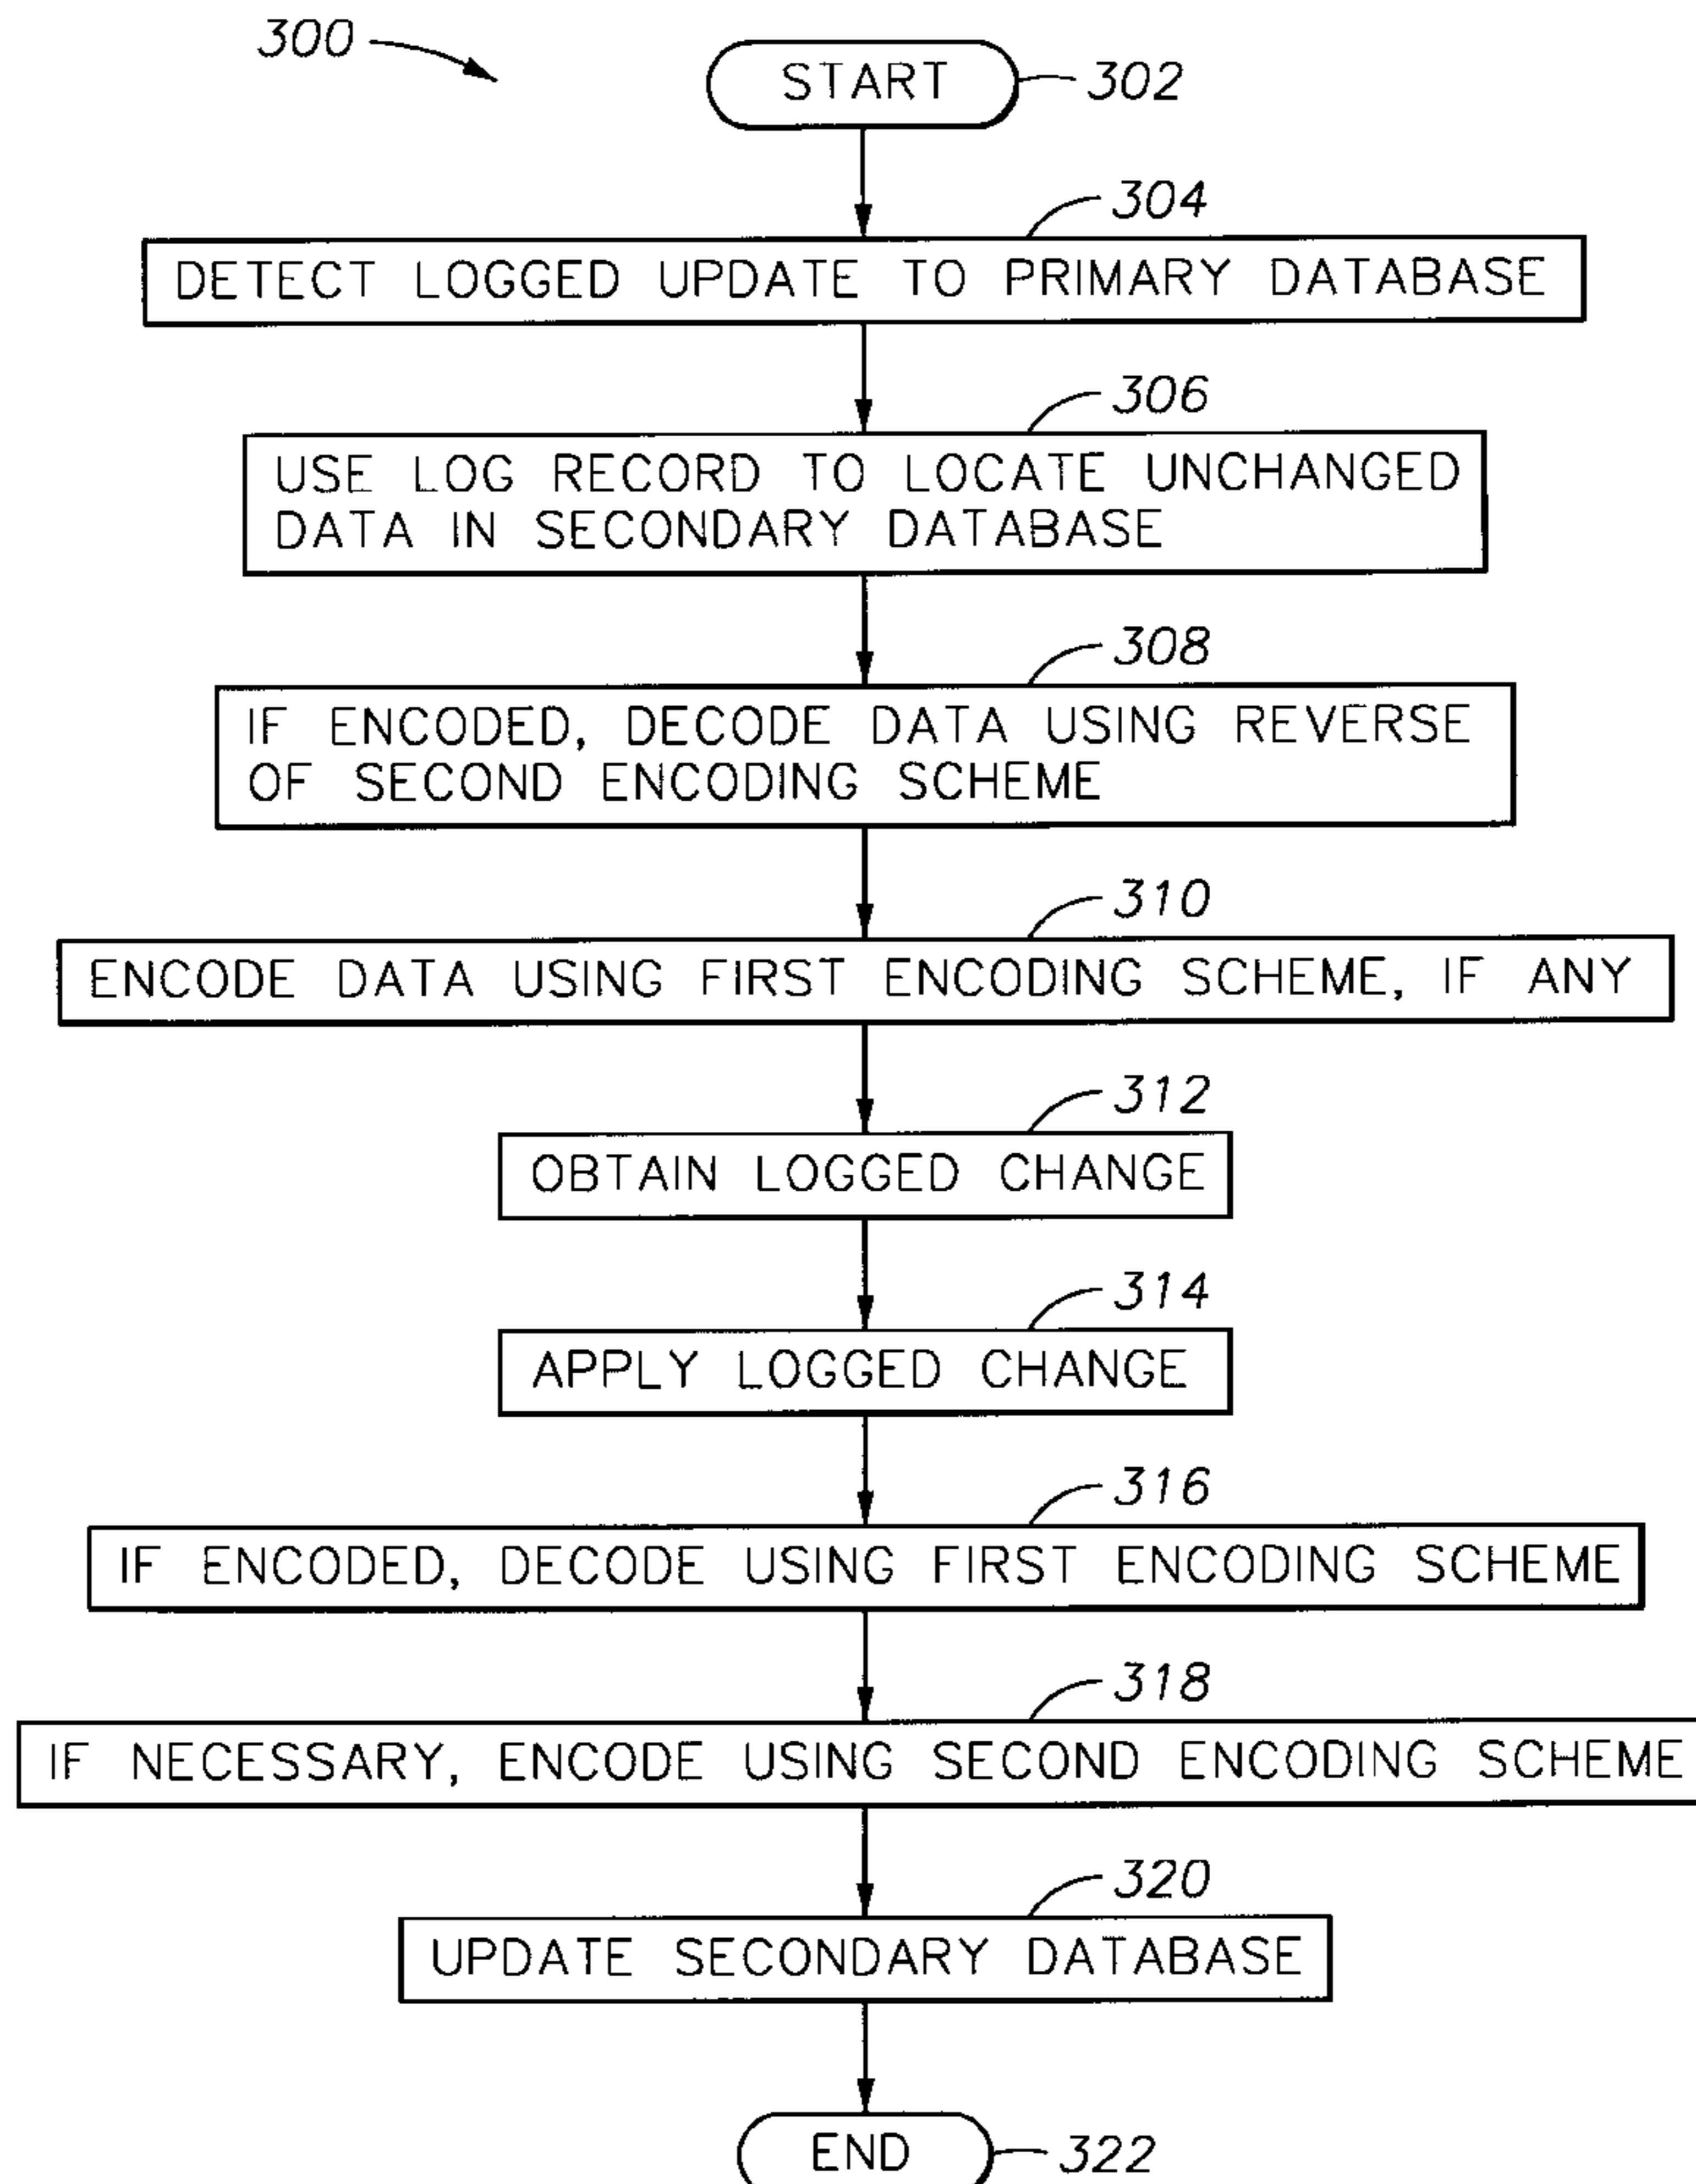 300
START
302
304
DETECT LOGGED UPDATE TO PRIMARY DATABASE
306
USE LOG RECORD TO LOCATE UNCHANGED
DATA IN SECONDARY DATABASE
308
IF ENCODED, DECODE DATA USING REVERSE
OF SECOND ENCODING SCHEME
310
ENCODE DATA USING FIRST ENCODING SCHEME, IF ANY
312
OBTAIN LOGGED CHANGE
314
APPLY LOGGED CHANGE
316
IF ENCODED, DECODE USING FIRST ENCODING SCHEME
318
IF NECESSARY, ENCODE USING SECOND ENCODING SCHEME
320
UPDATE SECONDARY DATABASE
END
322